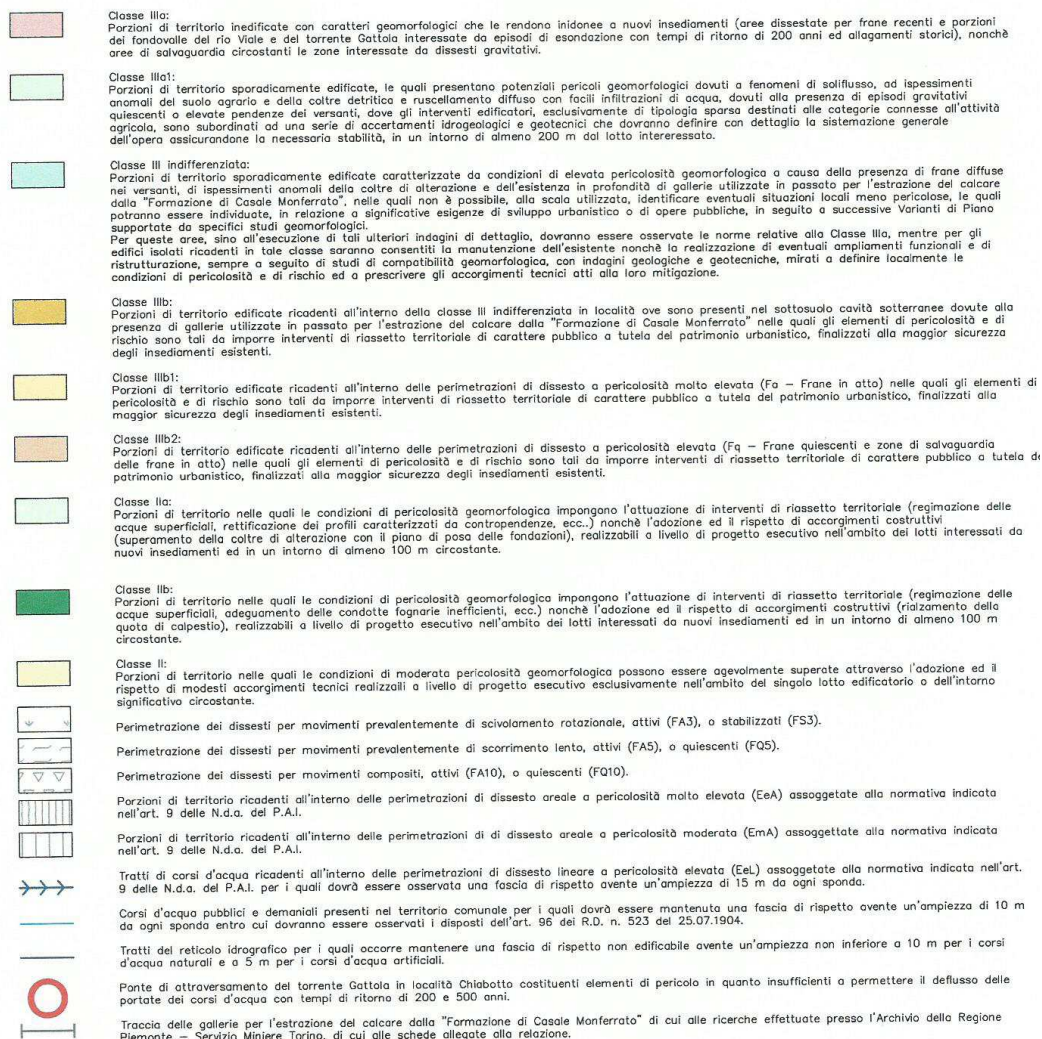 Classe IIIa:
Porzioni di territorio inedificate con caratteri geomorfologici che le rendono inidonee a nuovi insediamenti (aree dissestate per frane recenti e porzioni
dei fondovalle del rio Viale e del torrente Gattola interessate da episodi di esondazione con tempi di ritorno di 200 anni ed allagamenti storici), nonchè
aree di salvaguardia circostanti le zone interessate da dissesti gravitativi.
Classe IIIa1:
Porzioni di territorio sporadicamente edificate, le quali presentano potenziali pericoli geomorfologici dovuti a fenomeni di soliflusso, ad ispessimenti
anomali del suolo agrario e della coltre detritica e ruscellamento diffuso con facili infiltrazioni di acqua, dovuti alla presenza di episodi gravitativi
quiescenti o elevate pendenze dei versanti, dove gli interventi edificatori, esclusivamente di tipologia sparsa destinati alle categorie connesse all'attività
agricola, sono subordinati ad una serie di accertamenti idrogeologici e geotecnici che dovranno definire con dettaglio la sistemazione generale
dell'opera assicurandone la necessaria stabilità, in un intorno di almeno 200 m dal lotto intereressato.
Classe III indifferenziata:
Porzioni di territorio sporadicamente edificate caratterizzate da condizioni di elevata pericolosità geomorfologica a causa della presenza di frane diffuse
nei versanti, di ispessimenti anomali della coltre di alterazione e dell'esistenza in profondità di gallerie utilizzate in passato per l'estrazione del calcare
dalla "Formazione di Casale Monferrato", nelle quali non è possibile, alla scala utilizzata, identificare eventuali situazioni locali meno pericolose, le quali
potranno essere individuate, in relazione a significative esigenze di sviluppo urbanistico o di opere pubbliche, in seguito a successive Varianti di Piano
supportate da specifici studi geomorfologici.
Per queste aree, sino all'esecuzione di tali ulteriori indagini di dettaglio, dovranno essere osservate le norme relative alla Classe IIIa, mentre per gli
edifici isolati ricadenti in tale classe saranno consentiti la manutenzione dell'esistente nonchè la realizzazione di eventuali ampliamenti funzionali e di
ristrutturazione, sempre a seguito di studi di compatibilità geomorfologica, con indagini geologiche e geotecniche, mirati a definire localmente le
condizioni di pericolosità e di rischio ed a prescrivere gli accorgimenti tecnici atti alla loro mitigazione.
Classe IIIb:
Porzioni di territorio edificate ricadenti all'interno della classe III indifferenziata in località ove sono presenti nel sottosuolo cavità sotterranee dovute alla
presenza di gallerie utilizzate in passato per l'estrazione del calcare dalla "Formazione di Casale Monferrato" nelle quali gli elementi di pericolosità e di
rischio sono tali da imporre interventi di riassetto territoriale di carattere pubblico a tutela del patrimonio urbanistico, finalizzati alla maggior sicurezza
degli insediamenti esistenti.
Classe IIIb1:
Porzioni di territorio edificate ricadenti all'interno delle perimetrazioni di dissesto a pericolosità molto elevata (Fa – Frane in atto) nelle quali gli elementi di
pericolosità e di rischio sono tali da imporre interventi di riassetto territoriale di carattere pubblico a tutela del patrimonio urbanistico, finalizzati alla
maggior sicurezza degli insediamenti esistenti.
Classe IIIb2:
Porzioni di territorio edificate ricadenti all'interno delle perimetrazioni di dissesto a pericolosità elevata (Fq – Frane quiescenti e zone di salvaguardia
delle frane in atto) nelle quali gli elementi di pericolosità e di rischio sono tali da imporre interventi di riassetto territoriale di carattere pubblico a tutela de
patrimonio urbanistico, finalizzati alla maggior sicurezza degli insediamenti esistenti.
Classe IIa:
Porzioni di territorio nelle quali le condizioni di pericolosità geomorfologica impongono l'attuazione di interventi di riassetto territoriale (regimazione delle
acque superficiali, rettificazione dei profili caratterizzati da contropendenze, ecc..) nonchè l'adozione ed il rispetto di accorgimenti costruttivi
(superamento della coltre di alterazione con il piano di posa delle fondazioni), realizzabili a livello di progetto esecutivo nell'ambito dei lotti interessati da
nuovi insediamenti ed in un intorno di almeno 100 m circostante.
Classe IIb:
Porzioni di territorio nelle quali le condizioni di pericolosità geomorfologica impongono l'attuazione di interventi di riassetto territoriale (regimazione delle
acque superficiali, adeguamento delle condotte fognarie inefficienti, ecc.) nonchè l'adozione ed il rispetto di accorgimenti costruttivi (rialzamento della
quota di calpestio), realizzabili a livello di progetto esecutivo nell'ambito dei lotti interessati da nuovi insediamenti ed in un intorno di almeno 100 m
circostante.
Classe II:
Porzioni di territorio nelle quali le condizioni di moderata pericolosità geomorfologica possono essere agevolmente superate attraverso l'adozione ed il
rispetto di modesti accorgimenti tecnici realizzaili a livello di progetto esecutivo esclusivamente nell'ambito del singolo lotto edificatorio o dell'intorno
significativo circostante.
Perimetrazione dei dissesti per movimenti prevalentemente di scivolamento rotazionale, attivi (FA3), o stabilizzati (FS3).
Perimetrazione dei dissesti per movimenti prevalentemente di scorrimento lento, attivi (FA5), o quiescenti (FQ5).
Perimetrazione dei dissesti per movimenti compositi, attivi (FA10), o quiescenti (FQ10).
Porzioni di territorio ricadenti all'interno delle perimetrazioni di dissesto areale a pericolosità molto elevata (EeA) assoggetate alla normativa indicata
nell'art. 9 delle N.d.a. del P.A.I.
Porzioni di territorio ricadenti all'interno delle perimetrazioni di di dissesto areale a pericolosità moderata (EmA) assoggettate alla normativa indicata
nell'art. 9 delle N.d.a. del P.A.I.
Tratti di corsi d'acqua ricadenti all'interno delle perimetrazioni di dissesto lineare a pericolosità elevata (EeL) assoggetate alla normativa indicata nell'art.
9 delle N.d.a. del P.A.I. per i quali dovrà essere osservata una fascia di rispetto avente un'ampiezza di 15 m da ogni sponda.
Corsi d'acqua pubblici e demaniali presenti nel territorio comunale per i quali dovrà essere mantenuta una fascia di rispetto avente un'ampiezza di 10 m
da ogni sponda entro cui dovranno essere osservati i disposti dell'art. 96 dei R.D. n. 523 del 25.07.1904.
Tratti del reticolo idrografico per i quali occorre mantenere una fascia di rispetto non edificabile avente un'ampiezza non inferiore a 10 m per i corsi
d'acqua naturali e a 5 m per i corsi d'acqua artificiali.
Ponte di attraversamento del torrente Gattola in località Chiabotto costituenti elementi di pericolo in quanto insufficienti a permettere il deflusso delle
portate dei corsi d'acqua con tempi di ritorno di 200 e 500 anni.
Traccia delle gallerie per l'estrazione del calcare dalla "Formazione di Casale Monferrato" di cui alle ricerche effettuate presso l'Archivio della Regione
Piemonte – Servizio Miniere Torino, di cui alle schede allegate alla relazione.